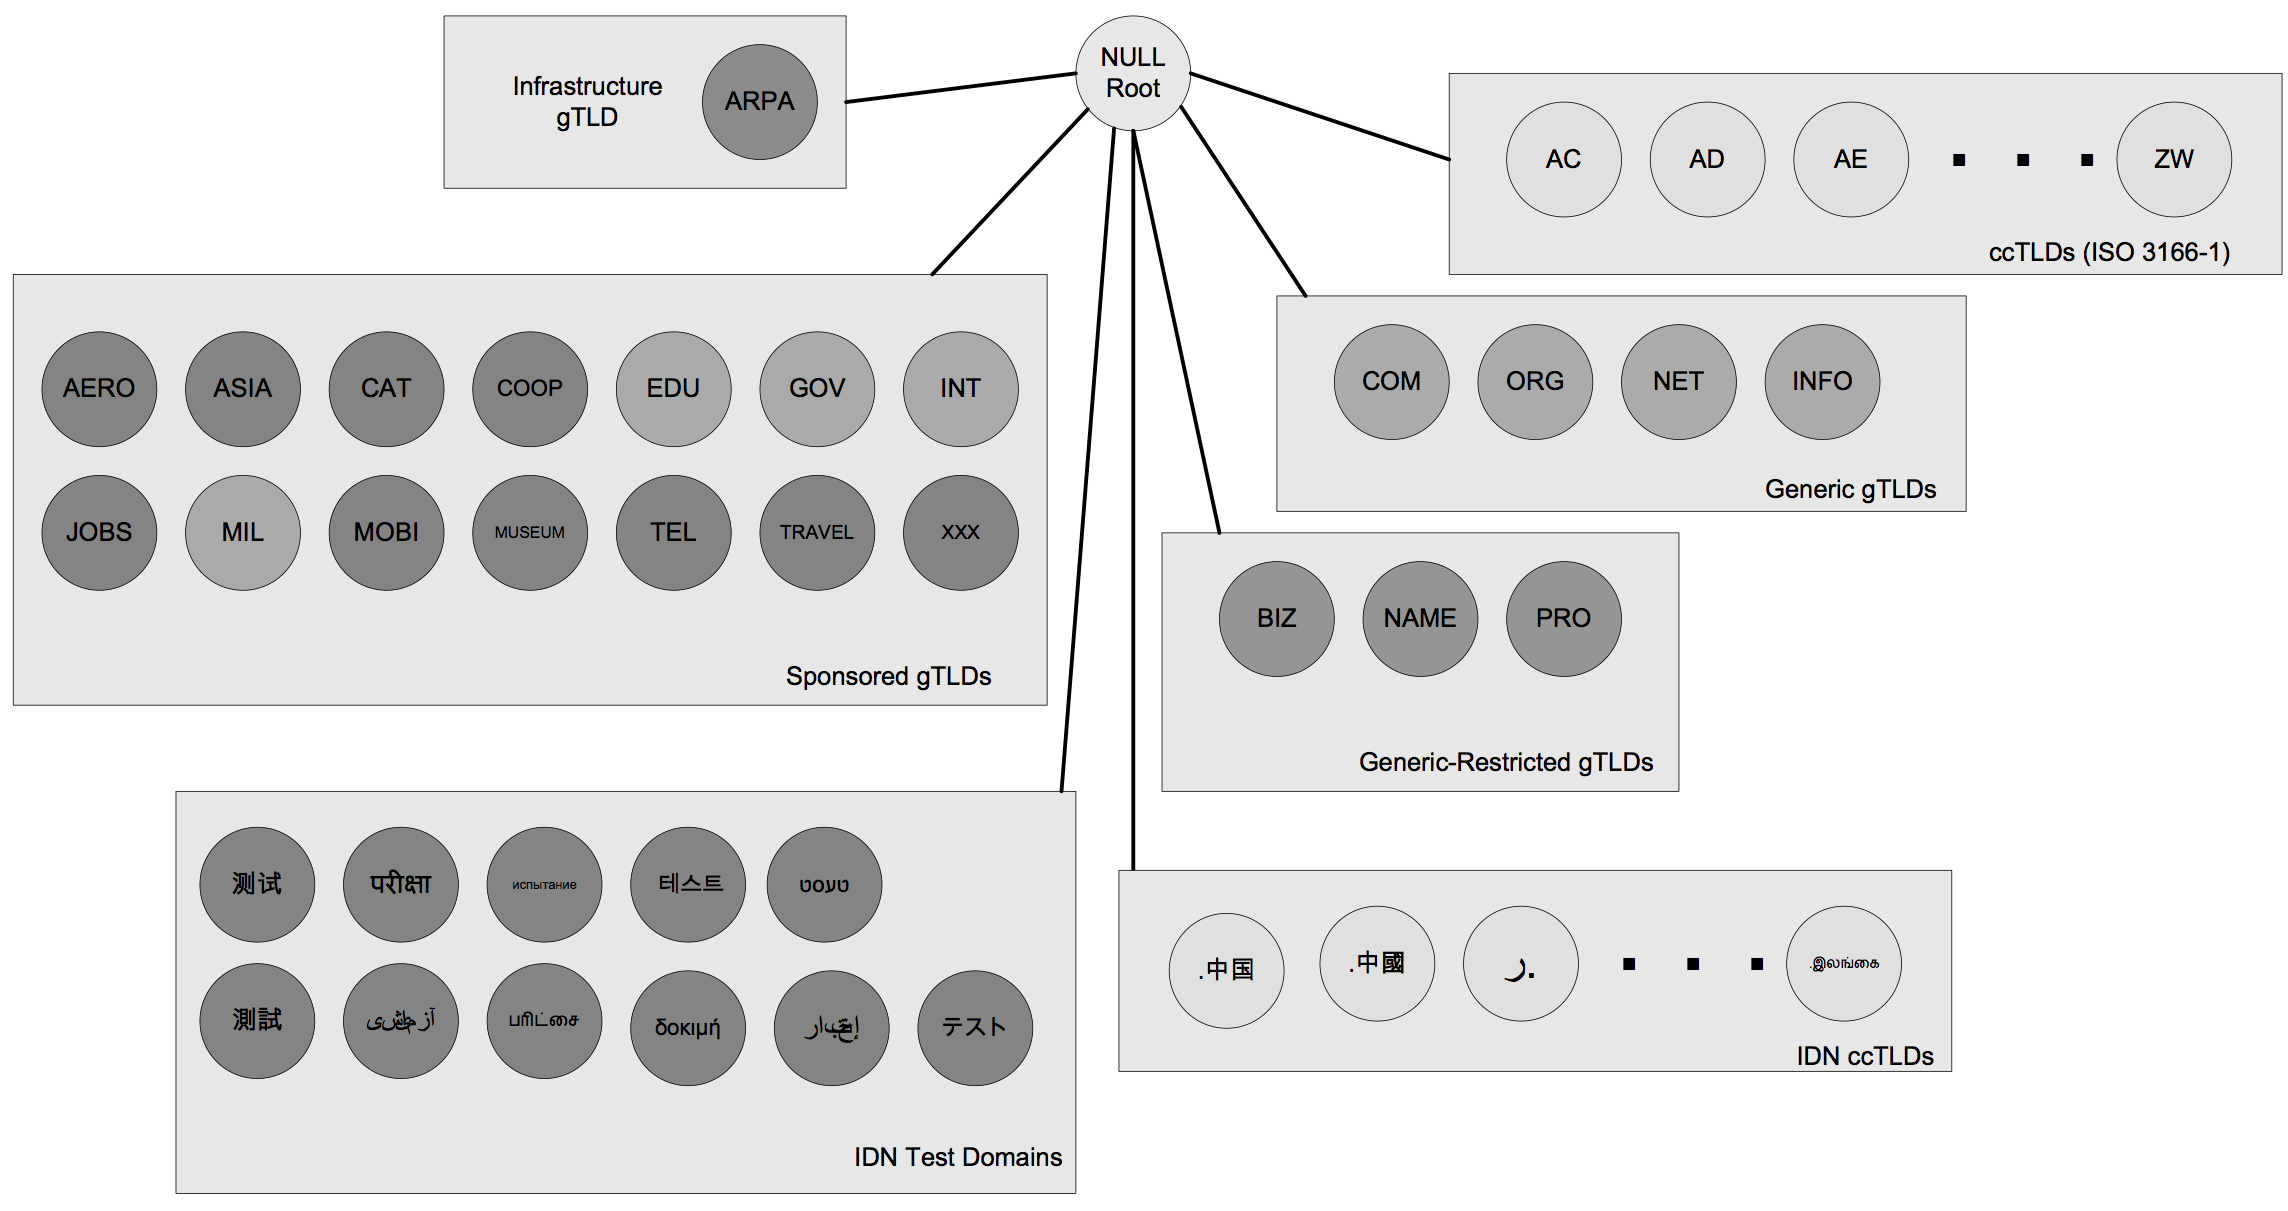 NULL
Root
Infrastructure
gTLD
ARPA
AC AD AE ▪ ▪ ▪ ZW
ccTLDs (ISO 3166-1)
AERO ASIA CAT COOP EDU GOV INT
JOBS MIL MOBI MUSEUM TEL TRAVEL XXX
Sponsored gTLDs
COM ORG NET INFO
Generic gTLDs
BIZ NAME PRO
Generic-Restricted gTLDs
测试 परीक्षा испытание 테스트 טעסט
測試 آزمایشی பரிட்சை δοκιμή إختبار テスト
IDN Test Domains
.中国 .中國 .ر ▪ ▪ ▪ .இலங்கை
IDN ccTLDs